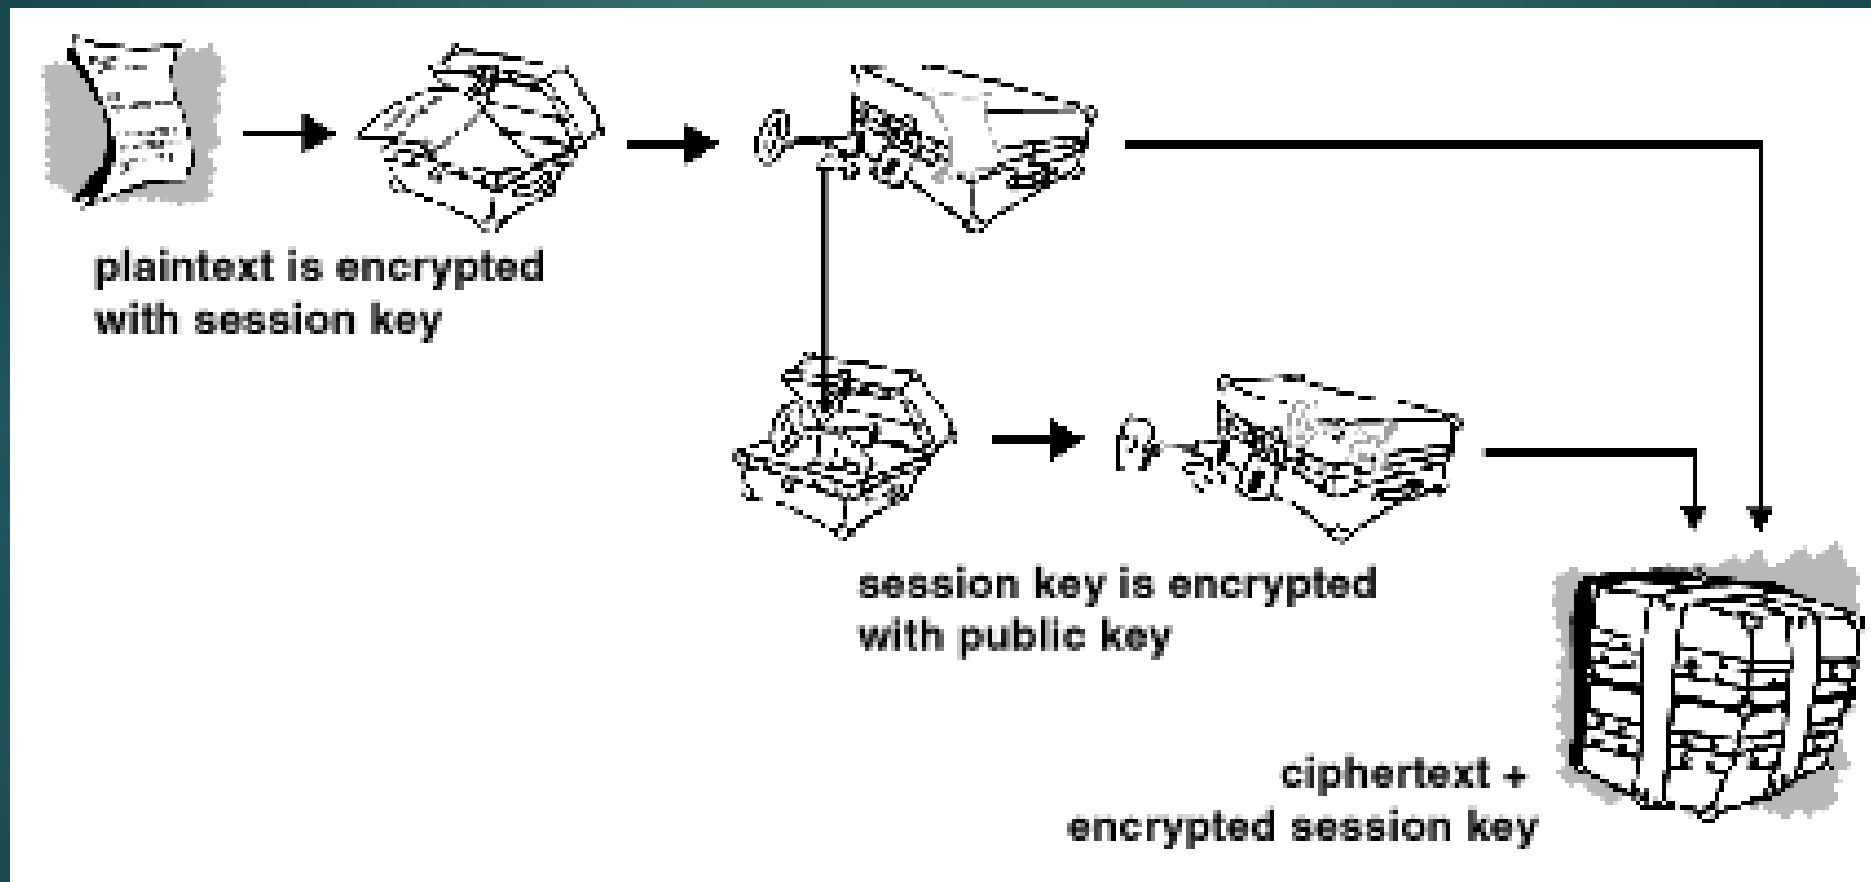 plaintext is encrypted
with session key
session key is encrypted
with public key
ciphertext +
encrypted session key